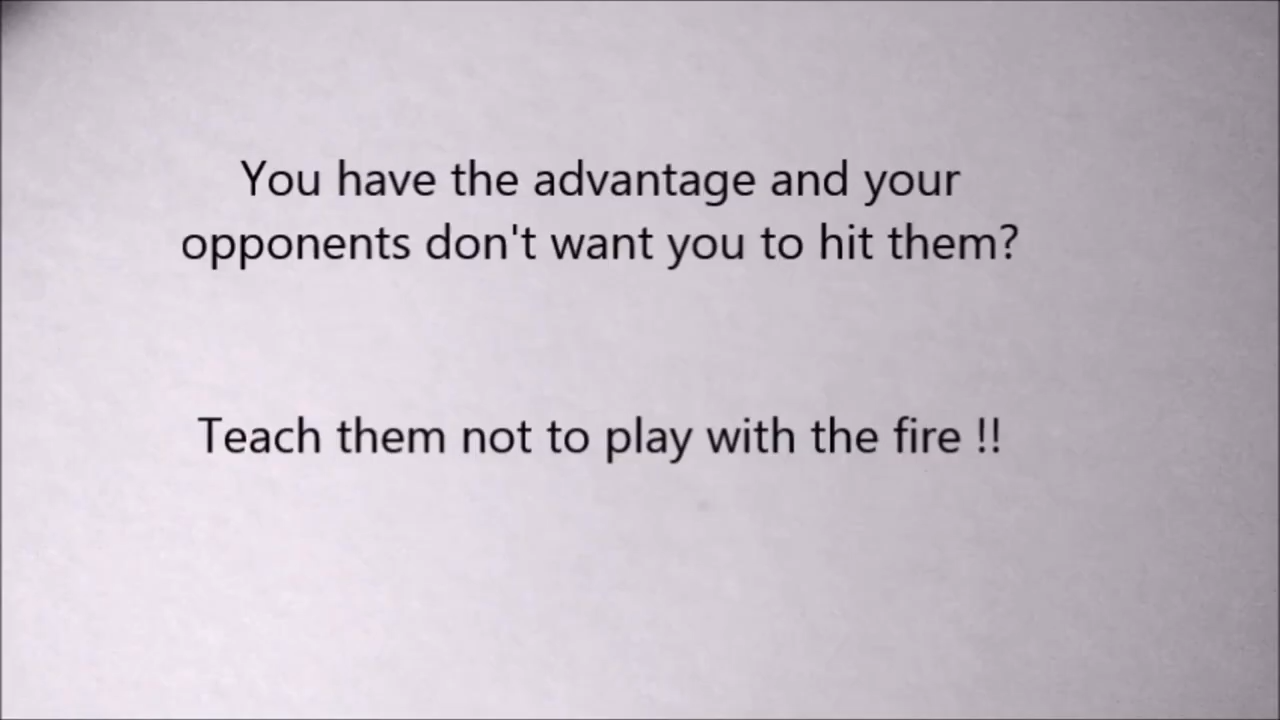 You have the advantage and your
opponents don't want you to hit them?
Teach them not to play with the fire !!